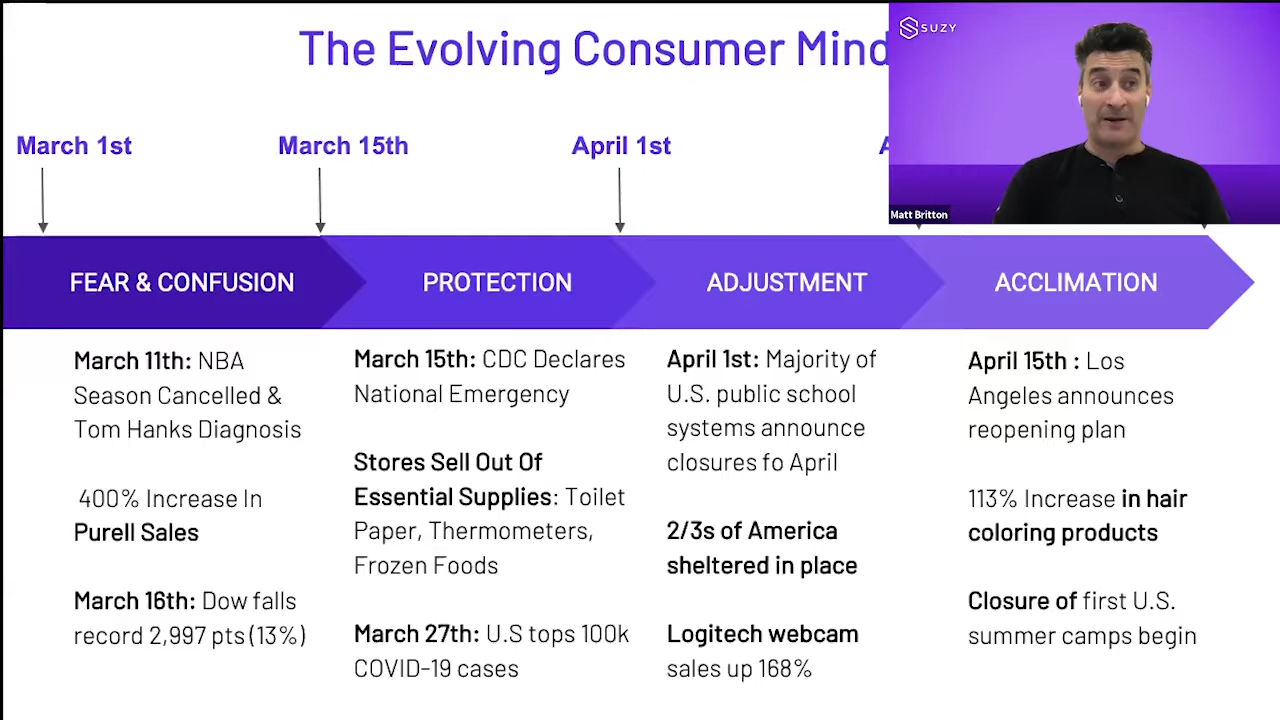 The Evolving Consumer Mind
SUZY
March 1st
March 15th
April 1st
Matt Britton
FEAR & CONFUSION
PROTECTION
ADJUSTMENT
ACCLIMATION
March 11th: NBA
Season Cancelled &
Tom Hanks Diagnosis
400% Increase In
Purell Sales
March 16th: Dow falls
record 2,997 pts (13%)
March 15th: CDC Declares
National Emergency
Stores Sell Out Of
Essential Supplies: Toilet
Paper, Thermometers,
Frozen Foods
March 27th: U.S tops 100k
COVID-19 cases
April 1st: Majority of
U.S. public school
systems announce
closures fo April
2/3s of America
sheltered in place
Logitech webcam
sales up 168%
April 15th : Los
Angeles announces
reopening plan
113% Increase in hair
coloring products
Closure of first U.S.
summer camps begin